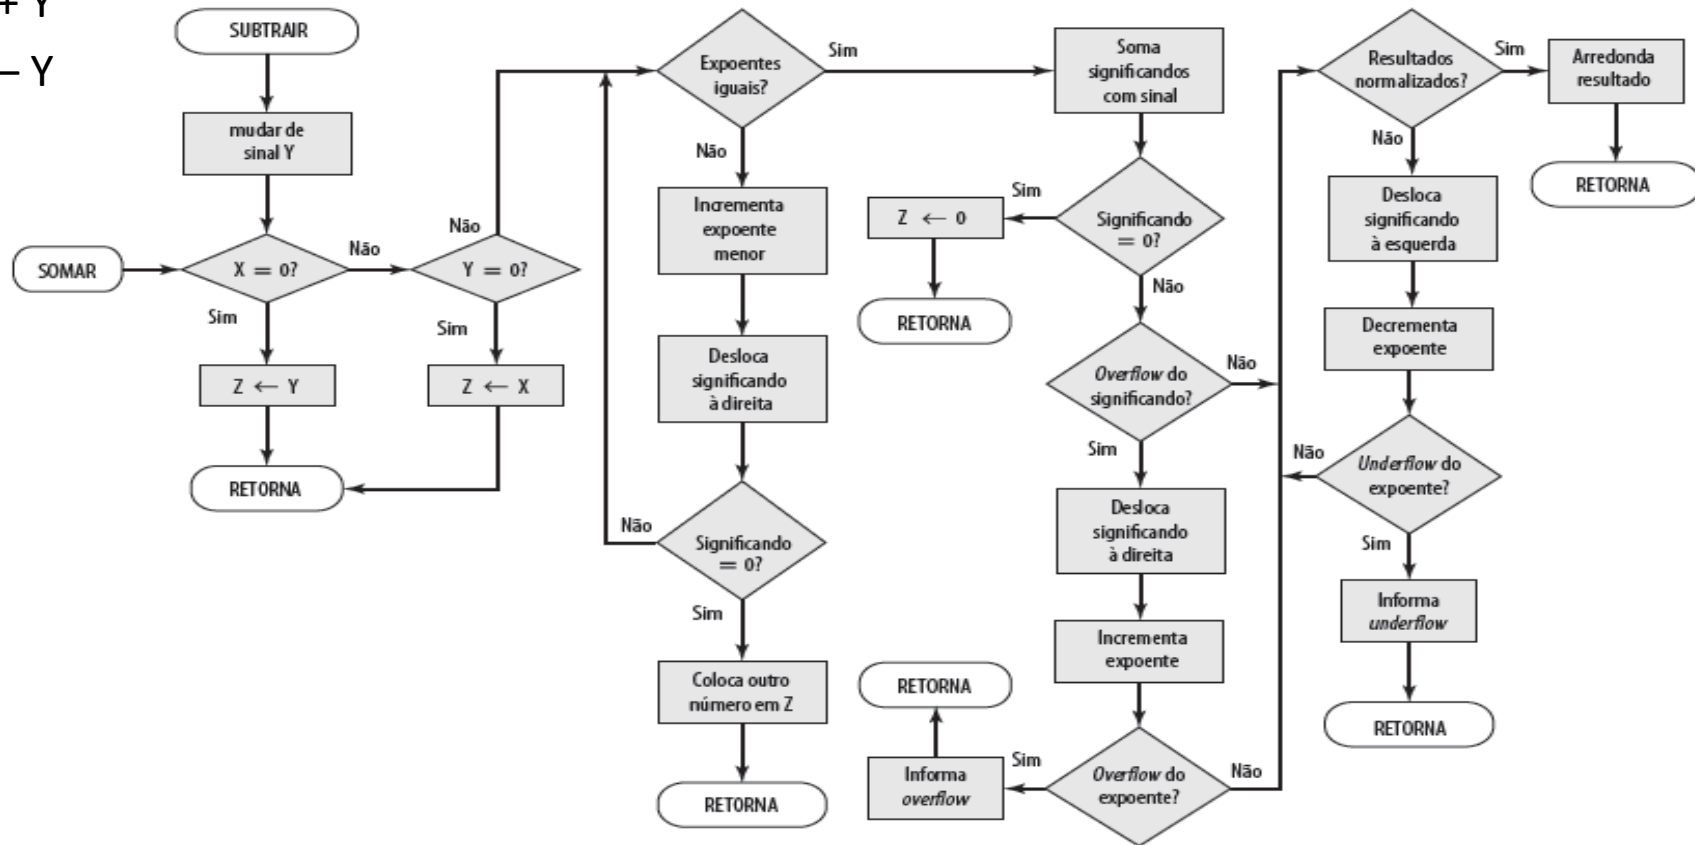 + Y
– Y
SUBTRAIR
mudar de
sinal Y
SOMAR
X = 0?
Não
Sim
Z ← Y
RETORNA
Y = 0?
Não
Sim
Z ← X
Expoentes
iguais?
Sim
Não
Incrementa
expoente
menor
Desloca
significando
à direita
Significando
= 0?
Não
Sim
Coloca outro
número em Z
RETORNA
Soma
significandos
com sinal
Significando
= 0?
Sim
Z ← 0
RETORNA
Não
Overflow do
significando?
Não
Sim
Desloca
significando
à direita
Incrementa
expoente
Overflow do
expoente?
Sim
Informa
overflow
RETORNA
Não
Resultados
normalizados?
Sim
Arredonda
resultado
RETORNA
Não
Desloca
significando
à esquerda
Decrementa
expoente
Underflow do
expoente?
Não
Sim
Informa
underflow
RETORNA